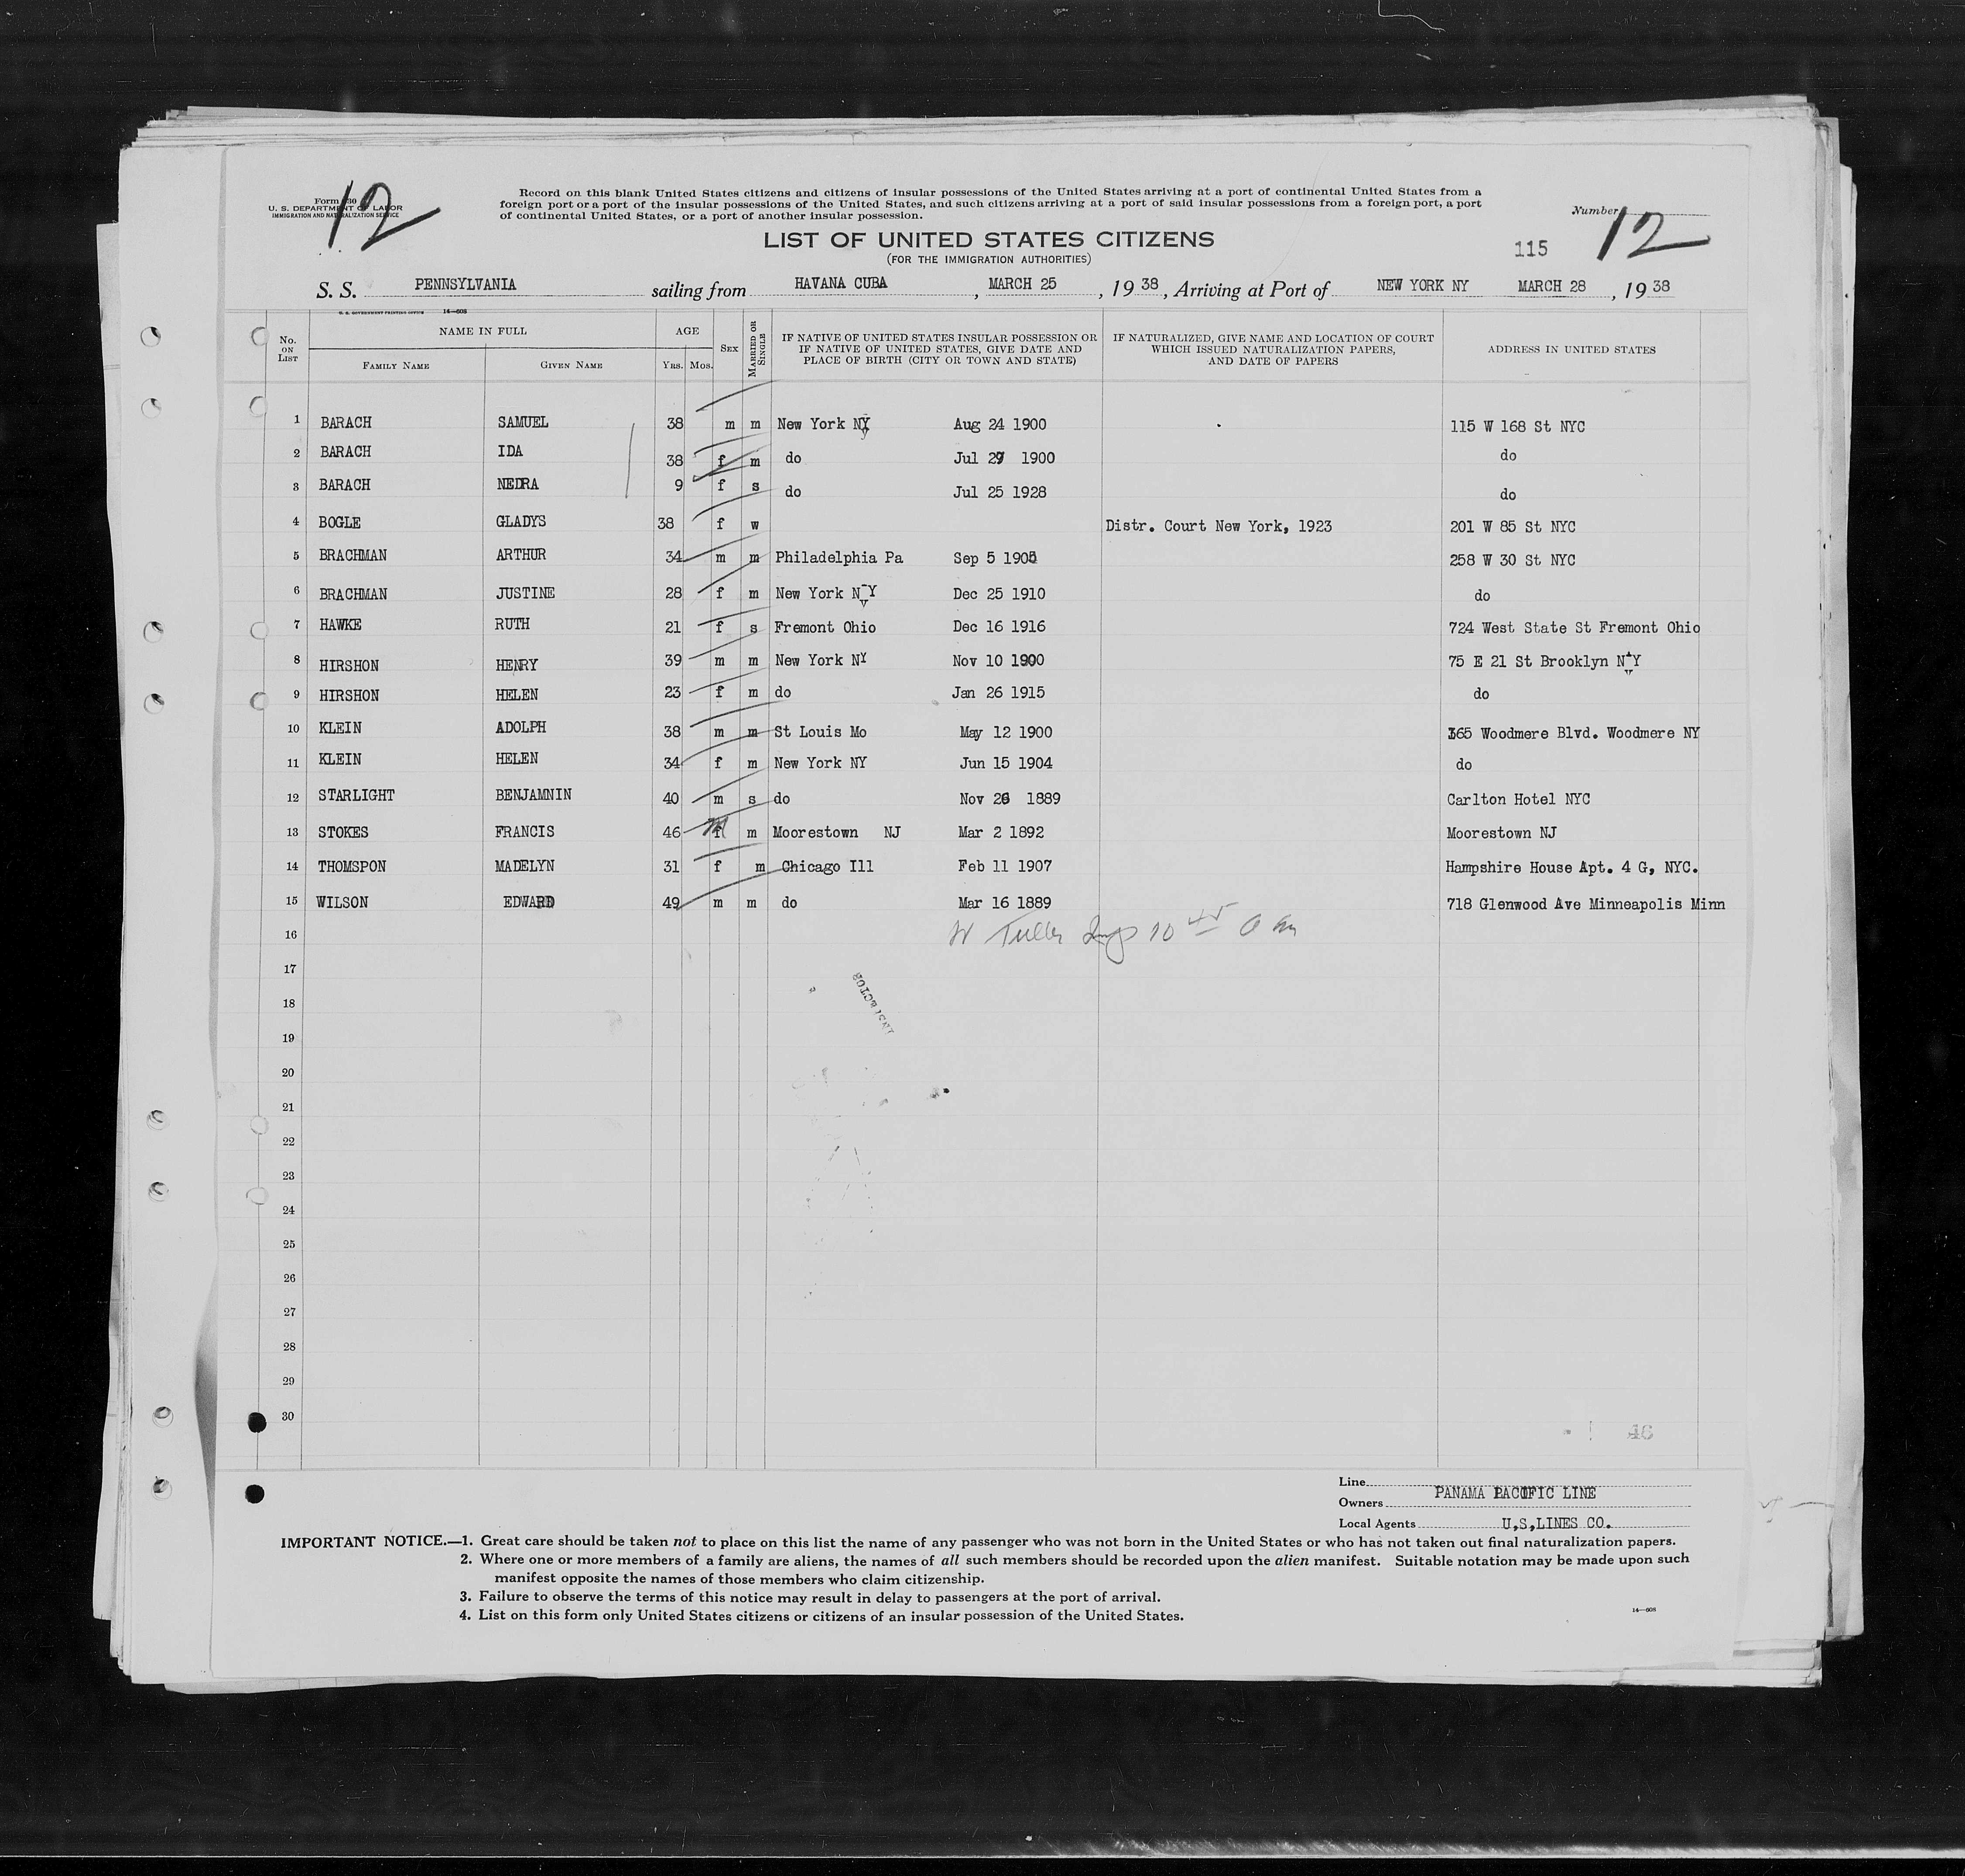 Form 630
U. S. DEPARTMENT OF LABOR
IMMIGRATION AND NATURALIZATION SERVICE
12
Record on this blank United States citizens and citizens of insular possessions of the United States arriving at a port of continental United States from a
foreign port or a port of the insular possessions of the United States, and such citizens arriving at a port of said insular possessions from a foreign port, a port
of continental United States, or a port of another insular possession.
Number 12
LIST OF UNITED STATES CITIZENS
(FOR THE IMMIGRATION AUTHORITIES)
115
S. S. PENNSYLVANIA sailing from HAVANA CUBA, MARCH 25, 1938, Arriving at Port of NEW YORK NY MARCH 28, 1938
U. S. GOVERNMENT PRINTING OFFICE 14—608
No. ON LIST NAME IN FULL FAMILY NAME GIVEN NAME AGE YRS. MOS. SEX MARRIED OR SINGLE IF NATIVE OF UNITED STATES INSULAR POSSESSION OR IF NATIVE OF UNITED STATES, GIVE DATE AND PLACE OF BIRTH (CITY OR TOWN AND STATE) IF NATURALIZED, GIVE NAME AND LOCATION OF COURT WHICH ISSUED NATURALIZATION PAPERS, AND DATE OF PAPERS ADDRESS IN UNITED STATES
1 BARACH SAMUEL 38 m m New York NY Aug 24 1900 115 W 168 St NYC
2 BARACH IDA 38 f m do Jul 29 1900 do
3 BARACH NEDRA 9 f s do Jul 25 1928 do
4 BOGLE GLADYS 38 f w Distr. Court New York, 1923 201 W 85 St NYC
5 BRACHMAN ARTHUR 34 m m Philadelphia Pa Sep 5 1905 258 W 30 St NYC
6 BRACHMAN JUSTINE 28 f m New York NY Dec 25 1910 do
7 HAWKE RUTH 21 f s Fremont Ohio Dec 16 1916 724 West State St Fremont Ohio
8 HIRSHON HENRY 39 m m New York NY Nov 10 1900 75 E 21 St Brooklyn NY
9 HIRSHON HELEN 23 f m do Jan 26 1915 do
10 KLEIN ADOLPH 38 m m St Louis Mo May 12 1900 365 Woodmere Blvd. Woodmere NY
11 KLEIN HELEN 34 f m New York NY Jun 15 1904 do
12 STARLIGHT BENJAMNIN 40 m s do Nov 26 1889 Carlton Hotel NYC
13 STOKES FRANCIS 46 m m Moorestown NJ Mar 2 1892 Moorestown NJ
14 THOMSPON MADELYN 31 f m Chicago Ill Feb 11 1907 Hampshire House Apt. 4 G, NYC.
15 WILSON EDWARD 49 m m do Mar 16 1889 718 Glenwood Ave Minneapolis Minn
16
17
INSPECTOR
18
19
20
21
22
23
24
25
26
27
28
29
30
46
Line PANAMA PACIFIC LINE
Owners
Local Agents U,S,LINES CO.
IMPORTANT NOTICE.—1. Great care should be taken not to place on this list the name of any passenger who was not born in the United States or who has not taken out final naturalization papers.
2. Where one or more members of a family are aliens, the names of all such members should be recorded upon the alien manifest. Suitable notation may be made upon such
manifest opposite the names of those members who claim citizenship.
3. Failure to observe the terms of this notice may result in delay to passengers at the port of arrival.
4. List on this form only United States citizens or citizens of an insular possession of the United States.
14—608